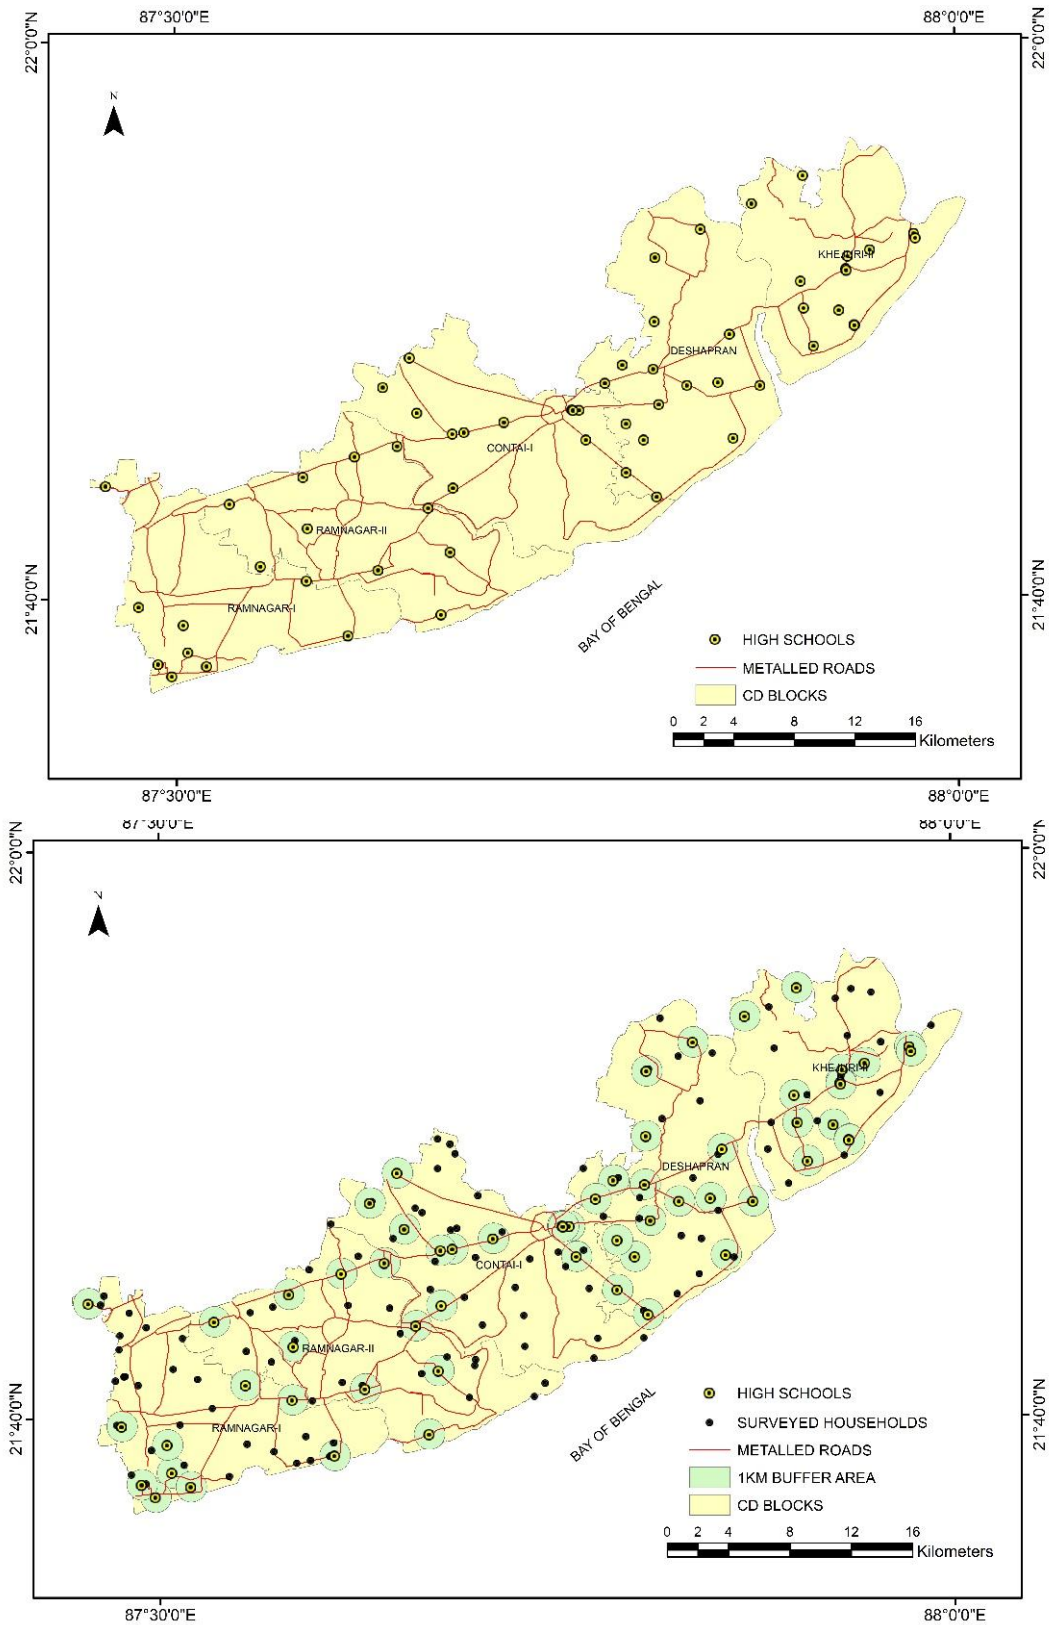 87°30'0"E 88°0'0"E
22°0'0"N 22°0'0"N
N
KHEJURI-II
DESHAPRAN
CONTAI-I
RAMNAGAR-II
RAMNAGAR-I
21°40'0"N 21°40'0"N
BAY OF BENGAL
HIGH SCHOOLS
METALLED ROADS
CD BLOCKS
0 2 4 8 12 16
Kilometers
87°30'0"E 88°0'0"E
87°30'0"E 88°0'0"E
22°0'0"N 22°0'0"N
N
KHEJURI-II
DESHAPRAN
CONTAI-I
RAMNAGAR-II
RAMNAGAR-I
21°40'0"N 21°40'0"N
BAY OF BENGAL
HIGH SCHOOLS
SURVEYED HOUSEHOLDS
METALLED ROADS
1KM BUFFER AREA
CD BLOCKS
0 2 4 8 12 16
Kilometers
87°30'0"E 88°0'0"E